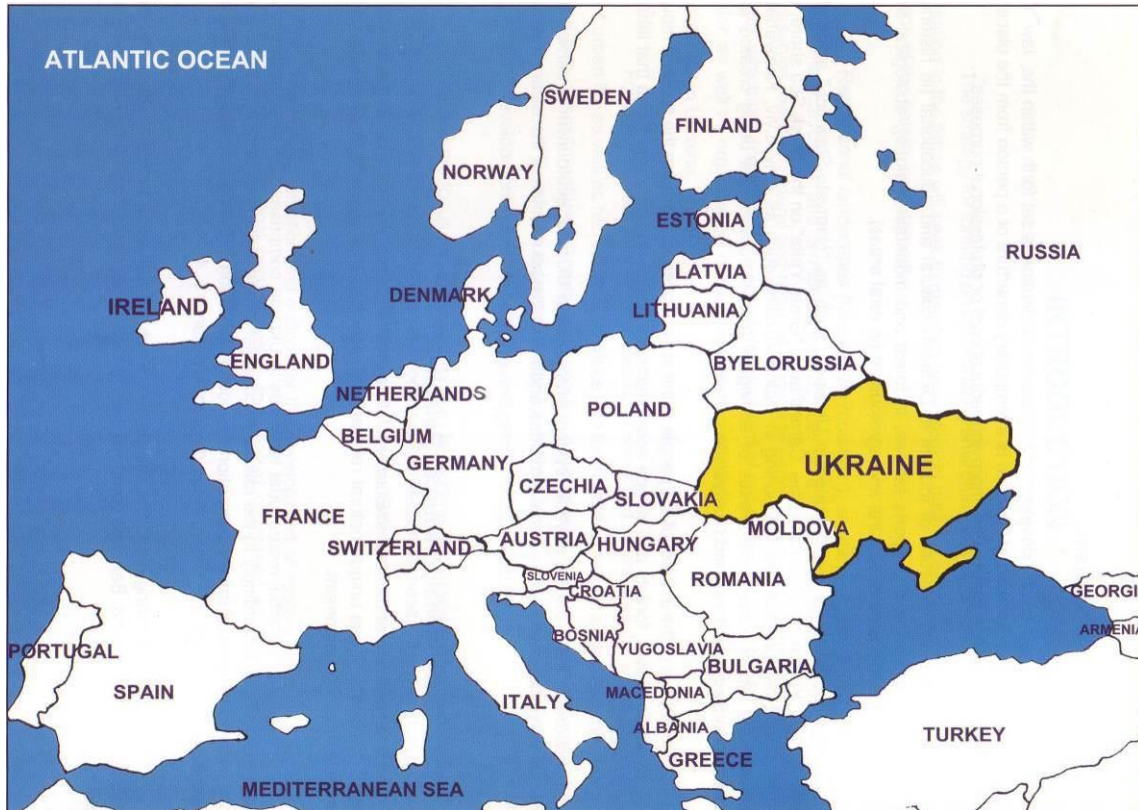 ATLANTIC OCEAN
SWEDEN
FINLAND
NORWAY
ESTONIA
RUSSIA
LATVIA
IRELAND
DENMARK
LITHUANIA
ENGLAND
BYELORUSSIA
NETHERLANDS
POLAND
BELGIUM
GERMANY
UKRAINE
CZECHIA
SLOVAKIA
FRANCE
MOLDOVA
SWITZERLAND
AUSTRIA
HUNGARY
ROMANIA
SLOVENIA
CROATIA
GEORGI
ARMENIA
BOSNIA
YUGOSLAVIA
PORTUGAL
BULGARIA
SPAIN
MACEDONIA
ITALY
ALBANIA
TURKEY
GREECE
MEDITERRANEAN SEA